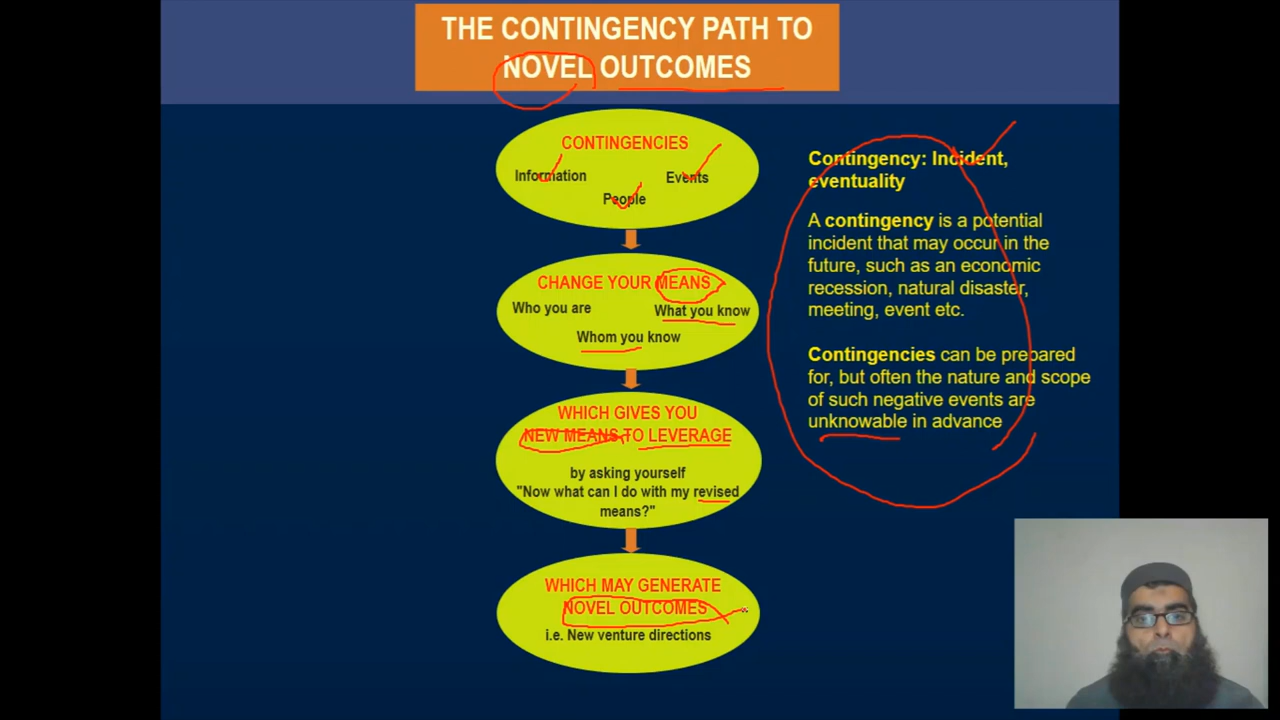 THE CONTINGENCY PATH TO
NOVEL OUTCOMES
CONTINGENCIES
Information
Events
People
CHANGE YOUR MEANS
Who you are
What you know
Whom you know
WHICH GIVES YOU
NEW MEANS TO LEVERAGE
by asking yourself
"Now what can I do with my revised
means?"
WHICH MAY GENERATE
NOVEL OUTCOMES
i.e. New venture directions
Contingency: Incident,
eventuality
A contingency is a potential
incident that may occur in the
future, such as an economic
recession, natural disaster,
meeting, event etc.
Contingencies can be prepared
for, but often the nature and scope
of such negative events are
unknowable in advance